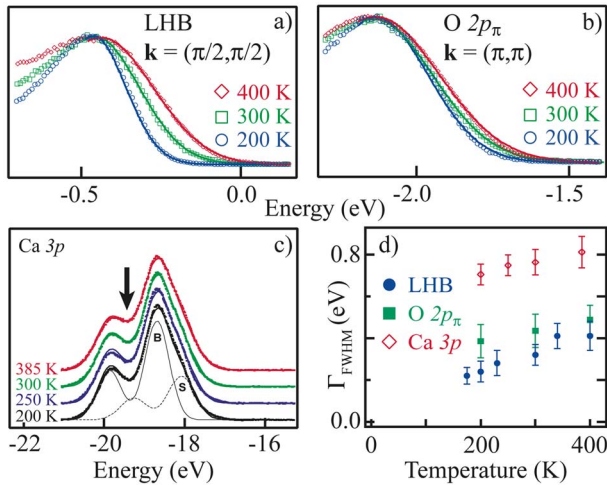 LHB
a)
k = (π/2,π/2)
400 K
300 K
200 K
-0.5
0.0
O 2pπ
b)
k = (π,π)
400 K
300 K
200 K
-2.0
-1.5
Energy (eV)
Ca 3p
c)
B
S
385 K
300 K
250 K
200 K
-22
-20
-18
-16
Energy (eV)
d)
0.8
0.4
0.0
ΓFWHM (eV)
LHB
O 2pπ
Ca 3p
0
200
400
Temperature (K)